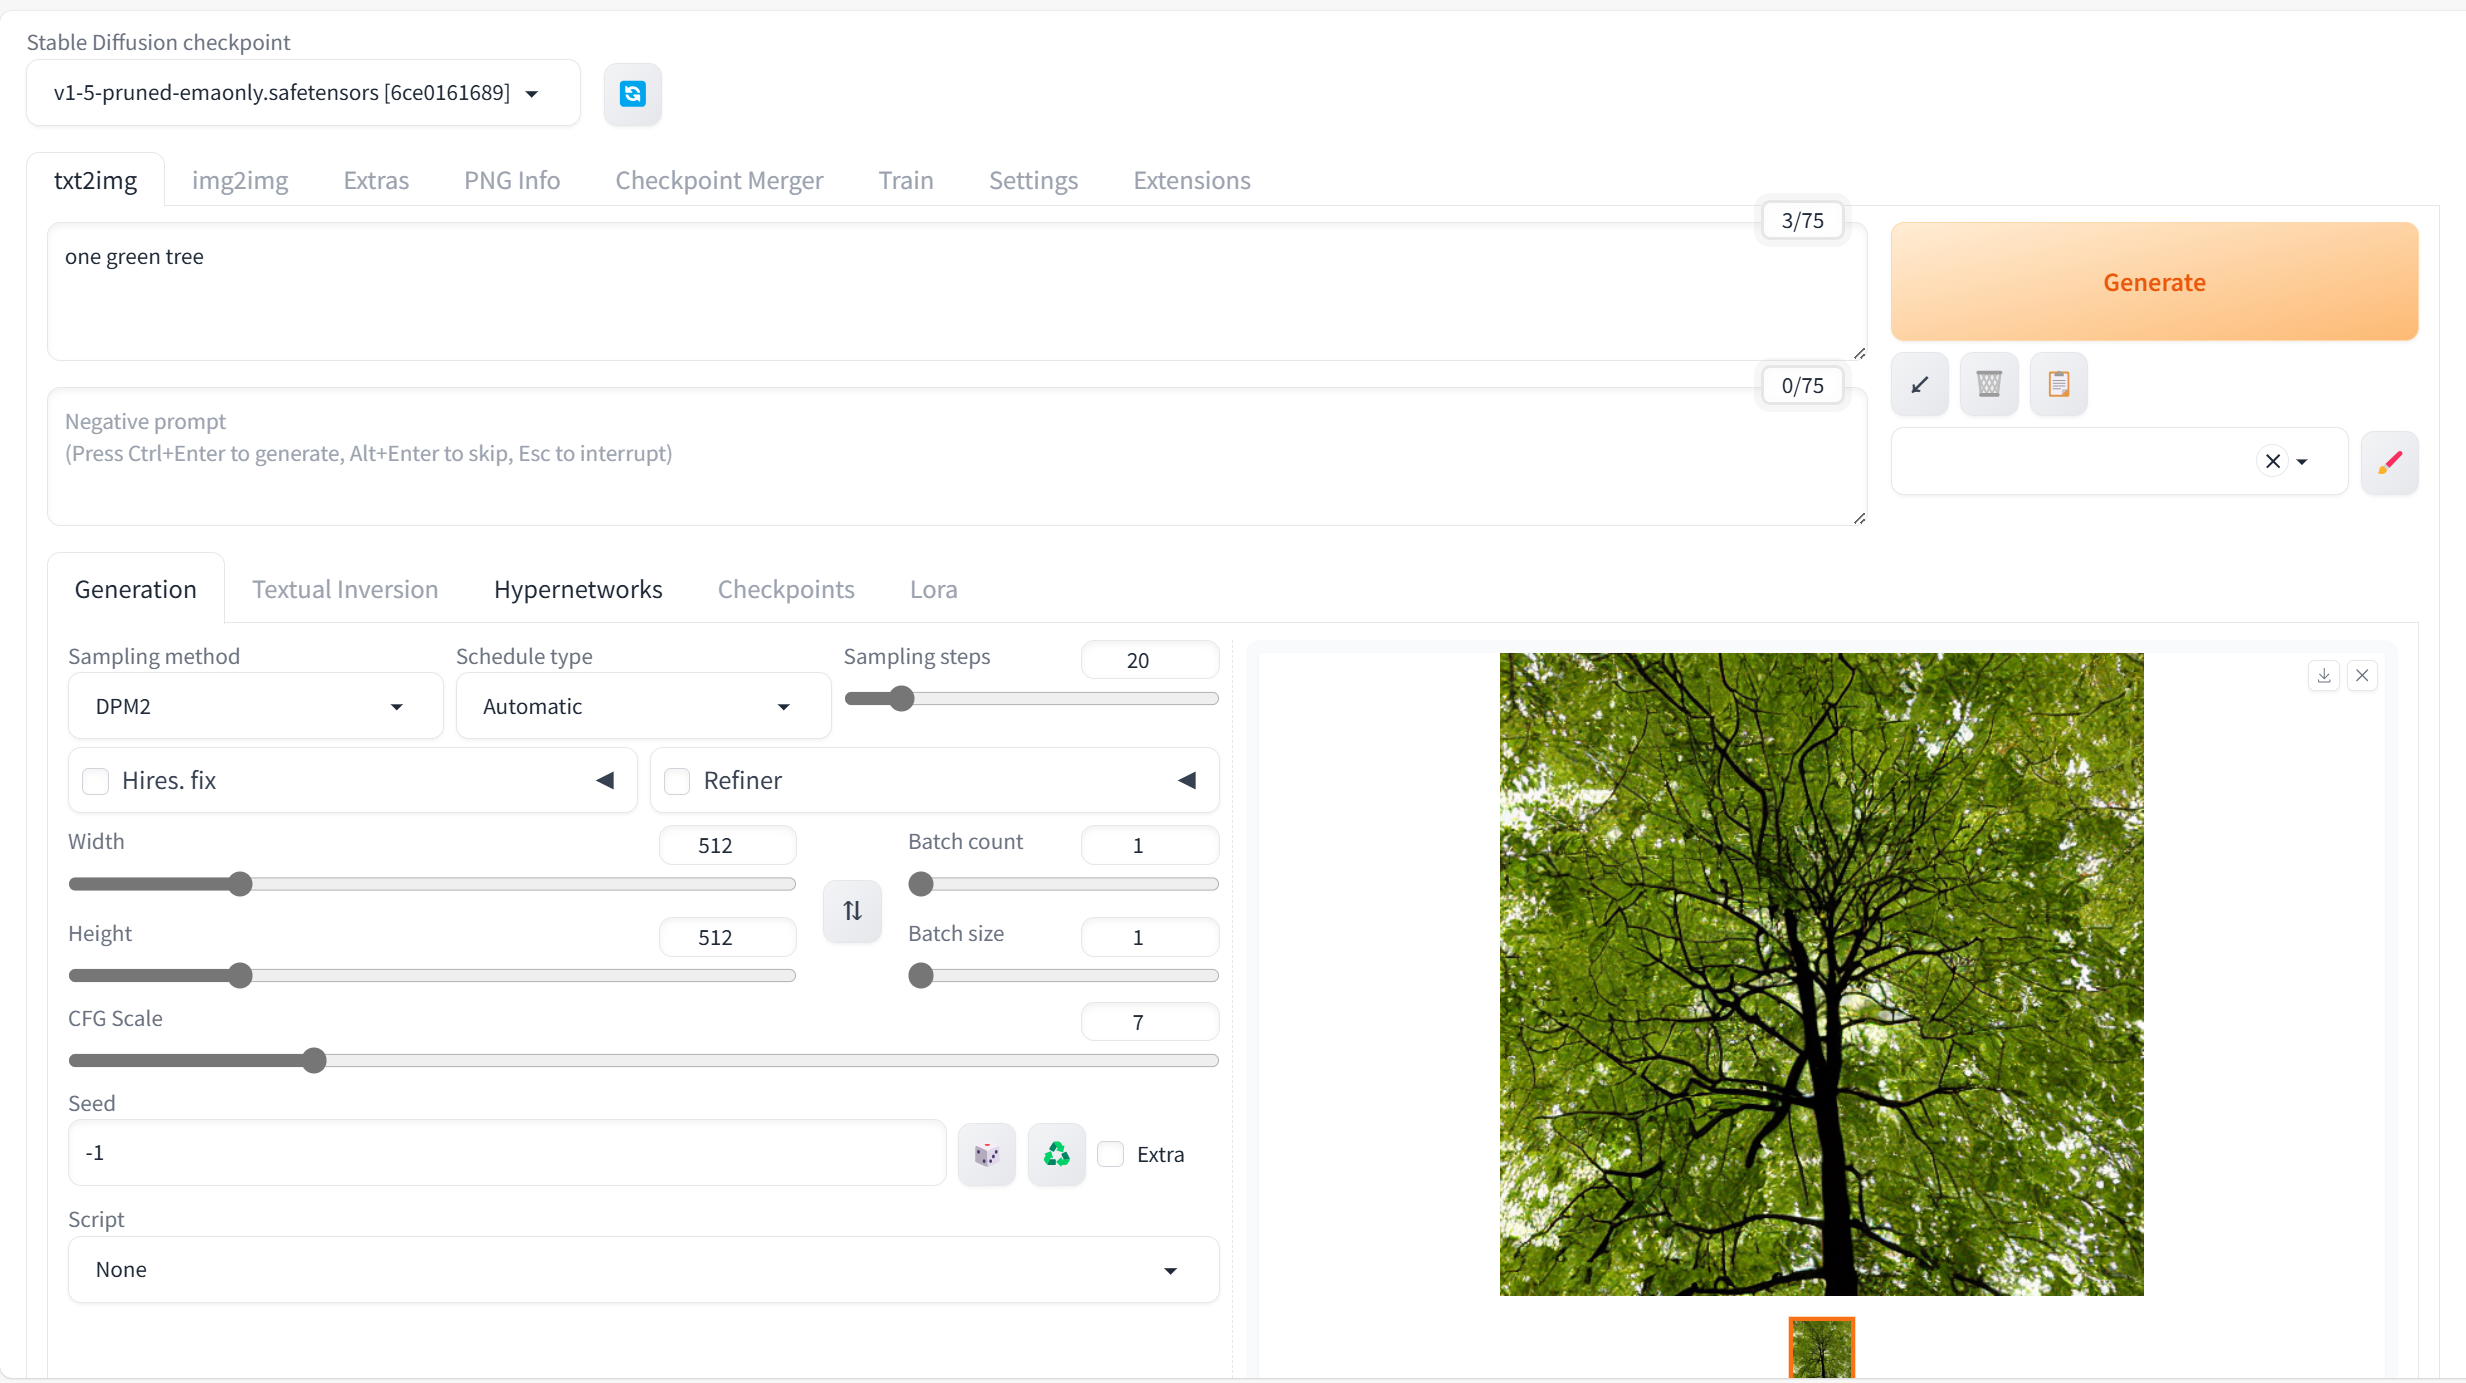 Stable Diffusion checkpoint
v1-5-pruned-emaonly.safetensors [6ce0161689]
txt2img img2img Extras PNG Info Checkpoint Merger Train Settings Extensions
3/75
one green tree
Generate
0/75
Negative prompt
(Press Ctrl+Enter to generate, Alt+Enter to skip, Esc to interrupt)
Generation Textual Inversion Hypernetworks Checkpoints Lora
Sampling method Schedule type Sampling steps 20
DPM2 Automatic
Hires. fix Refiner
Width 512 Batch count 1
Height 512 Batch size 1
CFG Scale 7
Seed
-1 Extra
Script
None